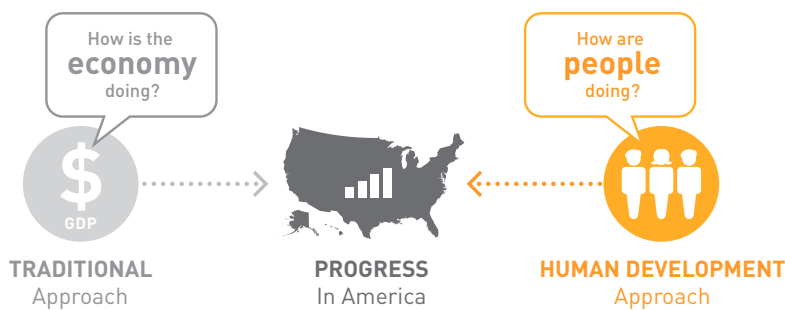 How is the
economy
doing?
How are
people
doing?
$
GDP
TRADITIONAL
Approach
PROGRESS
In America
HUMAN DEVELOPMENT
Approach